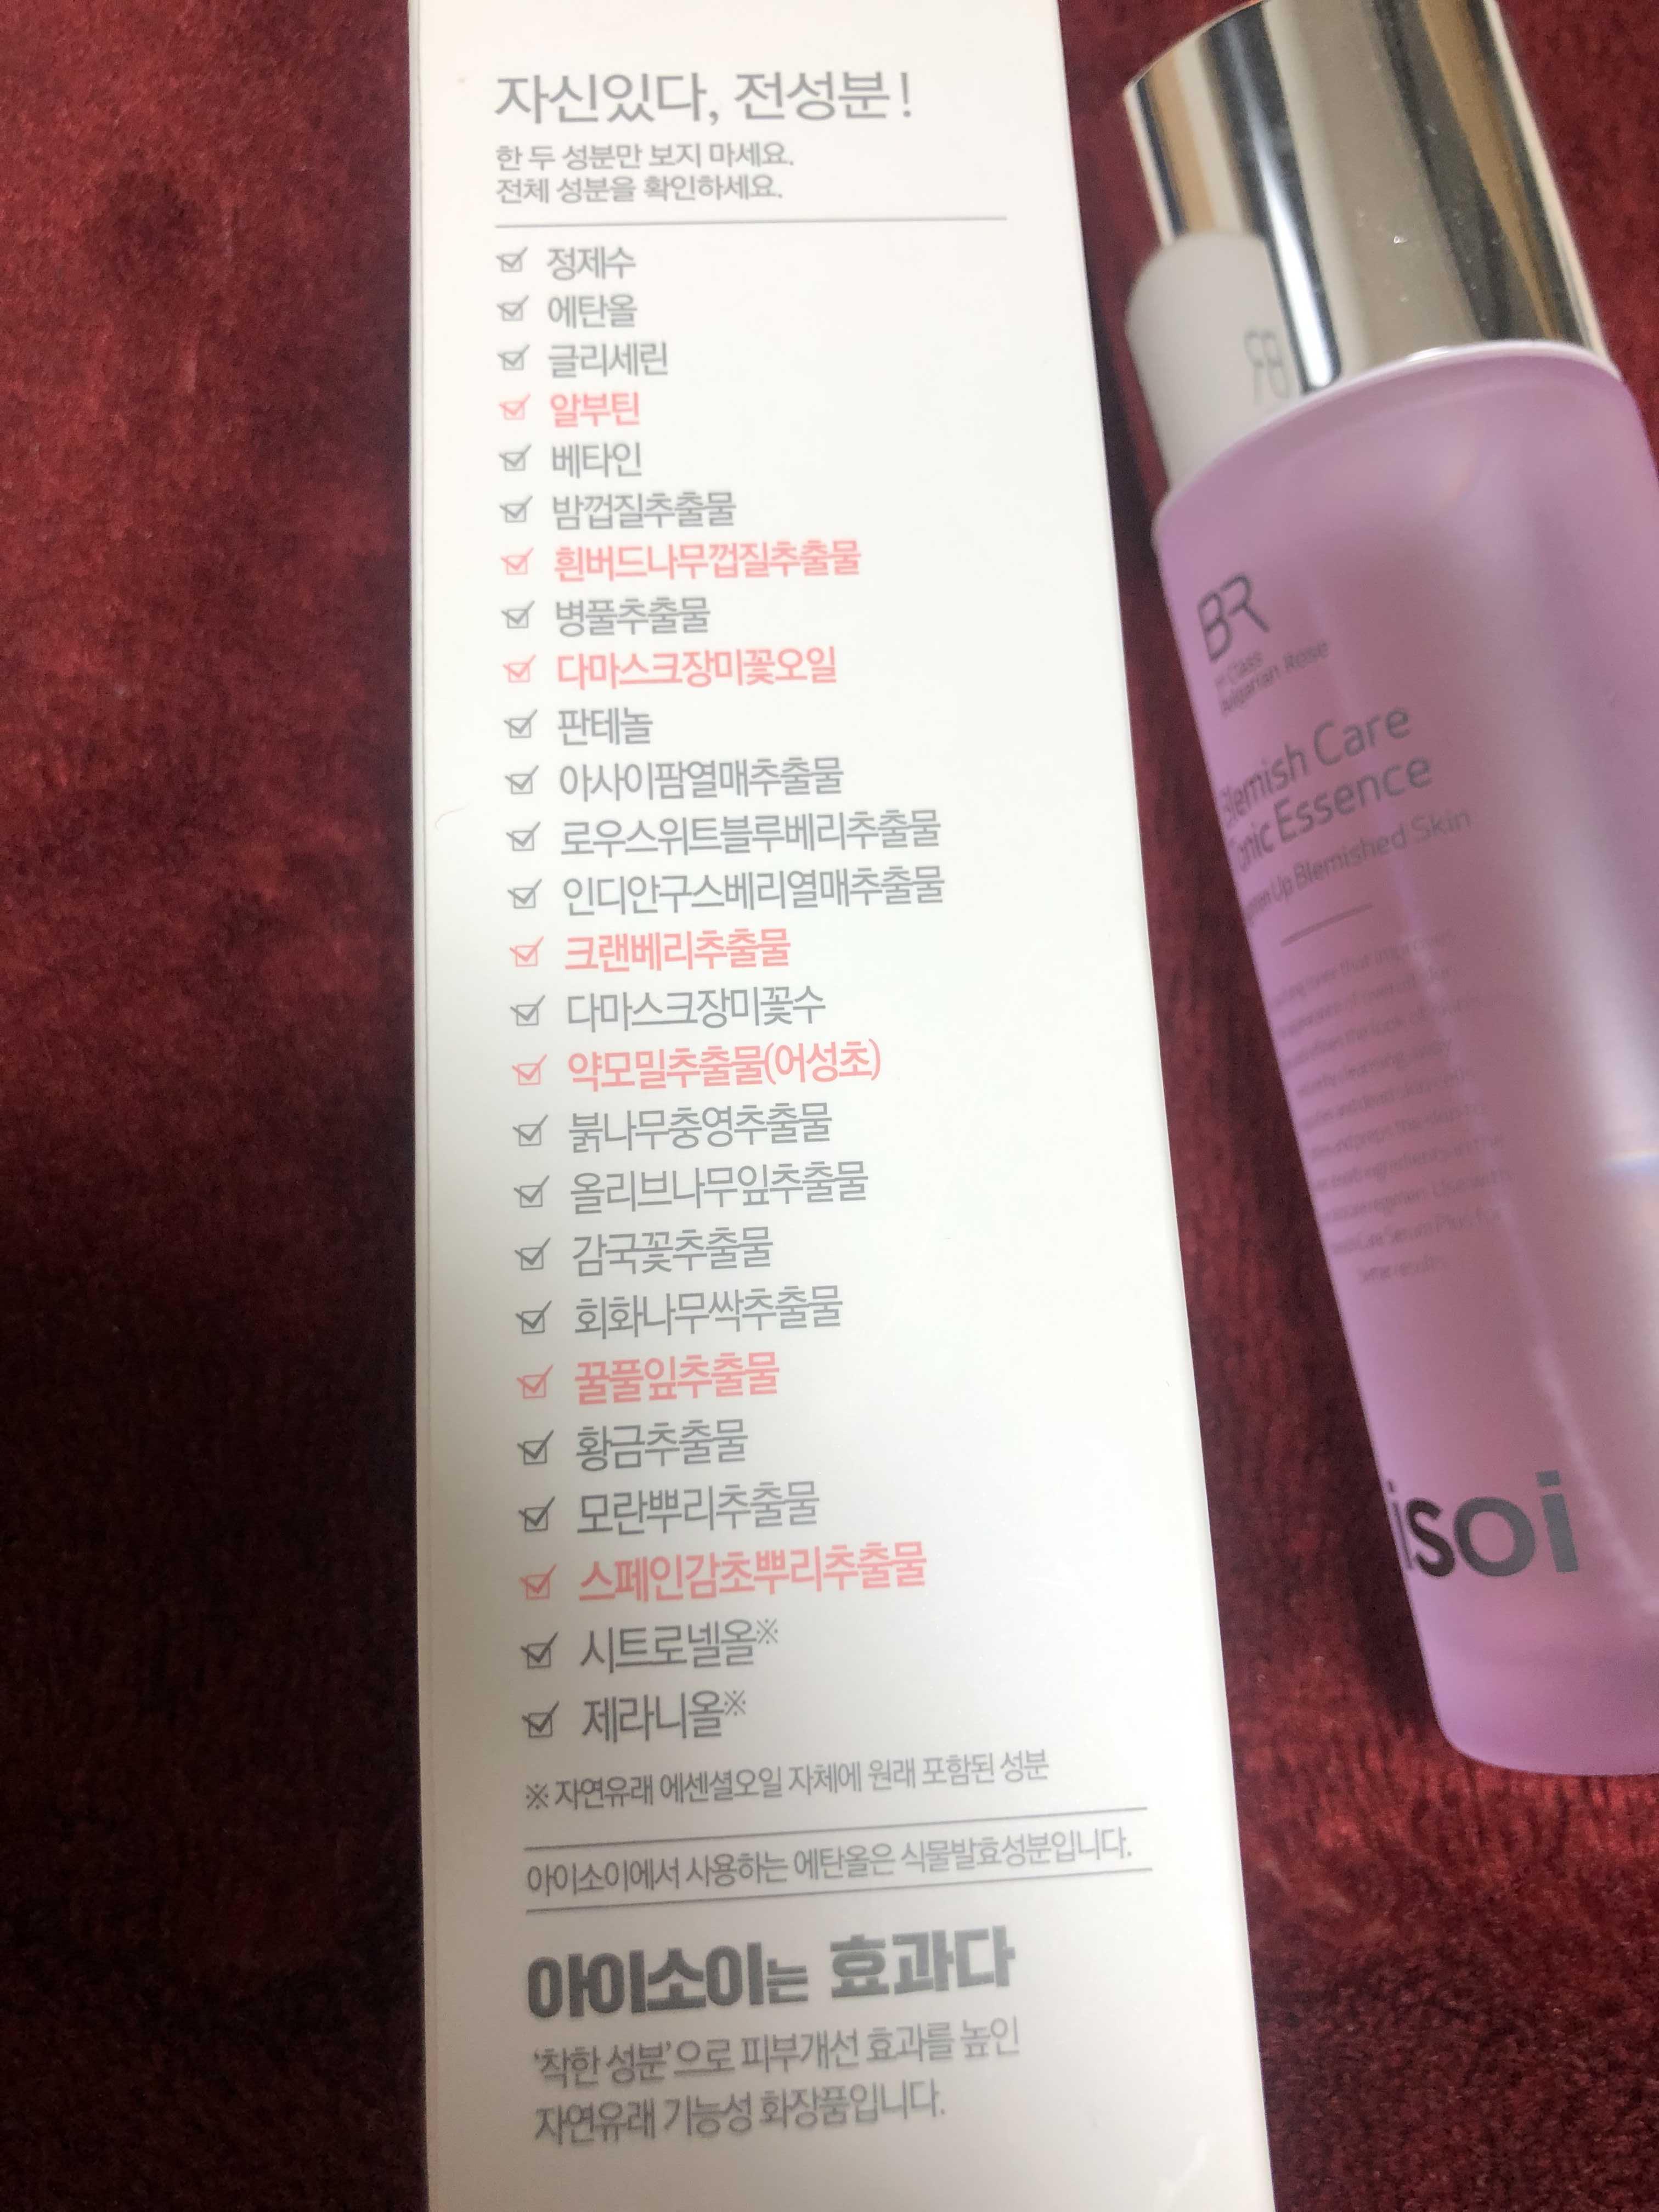 자신있다, 전성분!
한 두 성분만 보지 마세요.
전체 성분을 확인하세요.
정제수
에탄올
글리세린
알부틴
베타인
밤껍질추출물
흰버드나무껍질추출물
병풀추출물
다마스크장미꽃오일
판테놀
아사이팜열매추출물
로우스위트블루베리추출물
인디안구스베리열매추출물
크랜베리추출물
다마스크장미꽃수
약모밀추출물(어성초)
붉나무충영추출물
올리브나무잎추출물
감국꽃추출물
회화나무싹추출물
꿀풀잎추출물
황금추출물
모란뿌리추출물
스페인감초뿌리추출물
시트로넬올※
제라니올※
※ 자연유래 에센셜오일 자체에 원래 포함된 성분
아이소이에서 사용하는 에탄올은 식물발효성분입니다.
아이소이는 효과다
'착한 성분'으로 피부개선 효과를 높인
자연유래 기능성 화장품입니다.
BR
Bulgarian Rose
Blemish Care
Tonic Essence
Up Blemished Skin
isoi